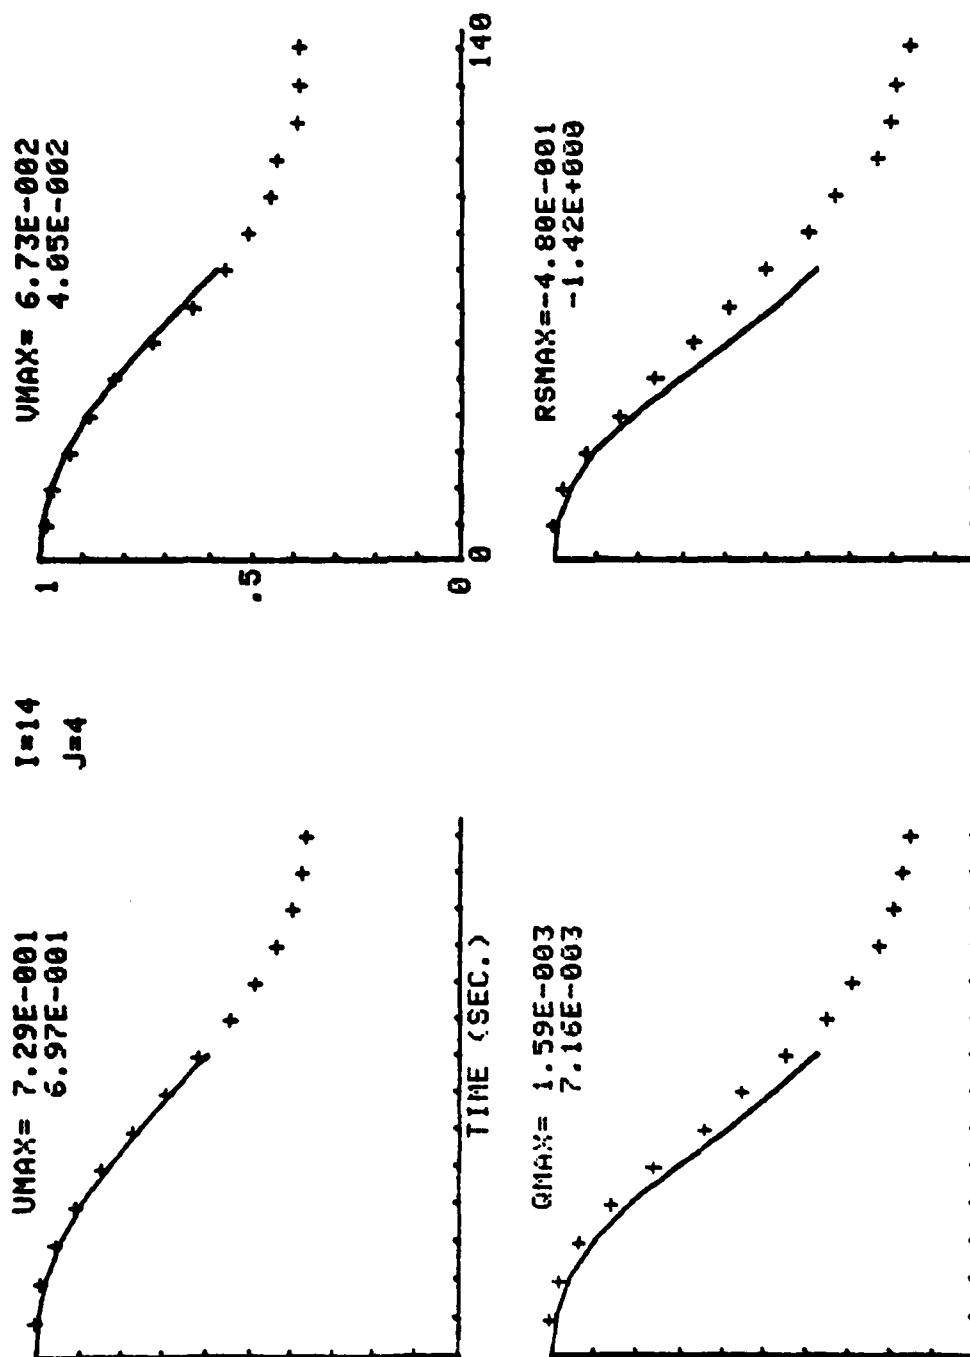 UMAX= 7.29E-001
6.97E-001
I=14
J=4
VMAX= 6.73E-002
4.05E-002
1
.5
0
0
140
TIME (SEC.)
QMAX= 1.59E-003
7.16E-003
RSMAX=-4.80E-001
-1.42E+000